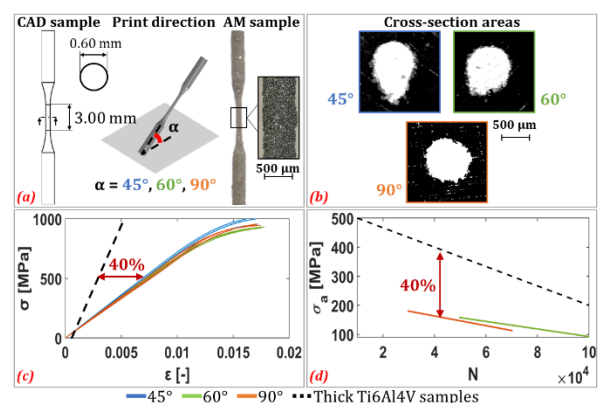 CAD sample Print direction AM sample
0.60 mm
3.00 mm
α
500 μm
α = 45°, 60°, 90°
(a)
Cross-section areas
45°
60°
90°
500 μm
(b)
1000
500
0
σ [MPa]
40%
0
0.005
0.01
0.015
0.02
ε [-]
(c)
500
400
300
200
100
σa [MPa]
40%
2
4
6
8
10
×10⁴
N
(d)
45° 60° 90° Thick Ti6Al4V samples